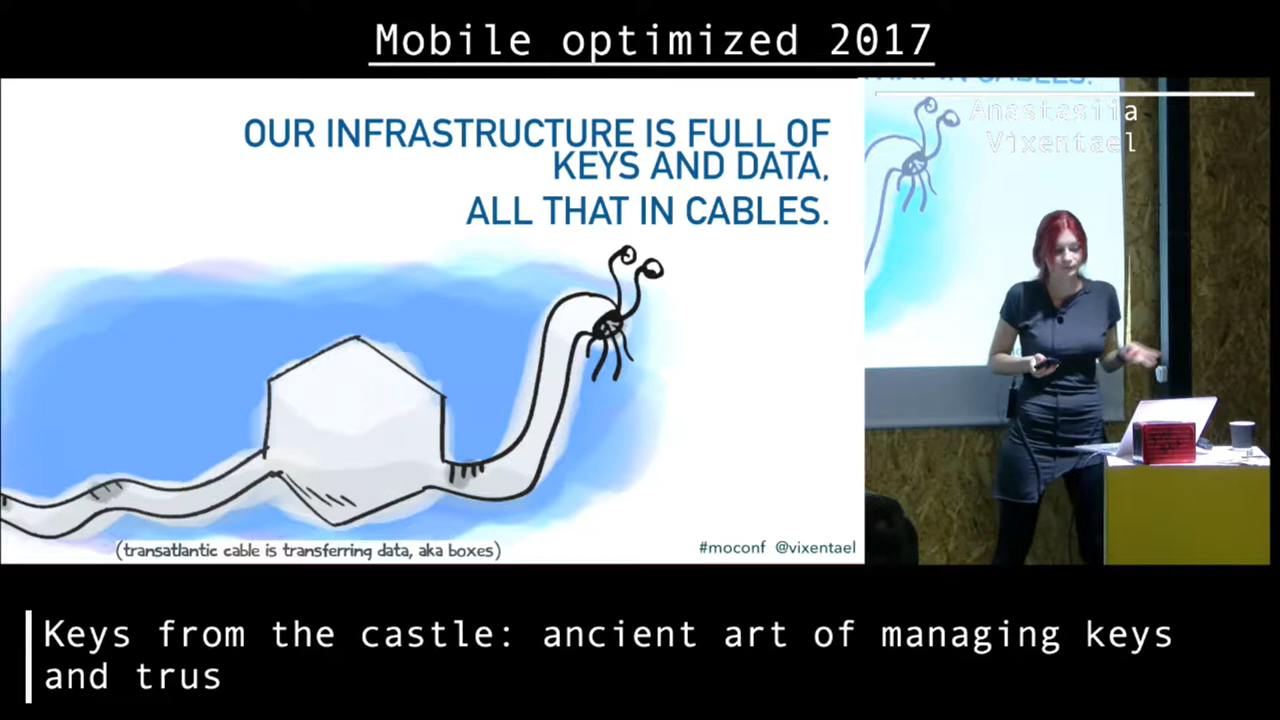 Mobile optimized 2017
OUR INFRASTRUCTURE IS FULL OF
KEYS AND DATA,
ALL THAT IN CABLES.
Anastasiia
Vixentael
(transatlantic cable is transferring data, aka boxes)
#moconf @vixentael
Keys from the castle: ancient art of managing keys
and trus